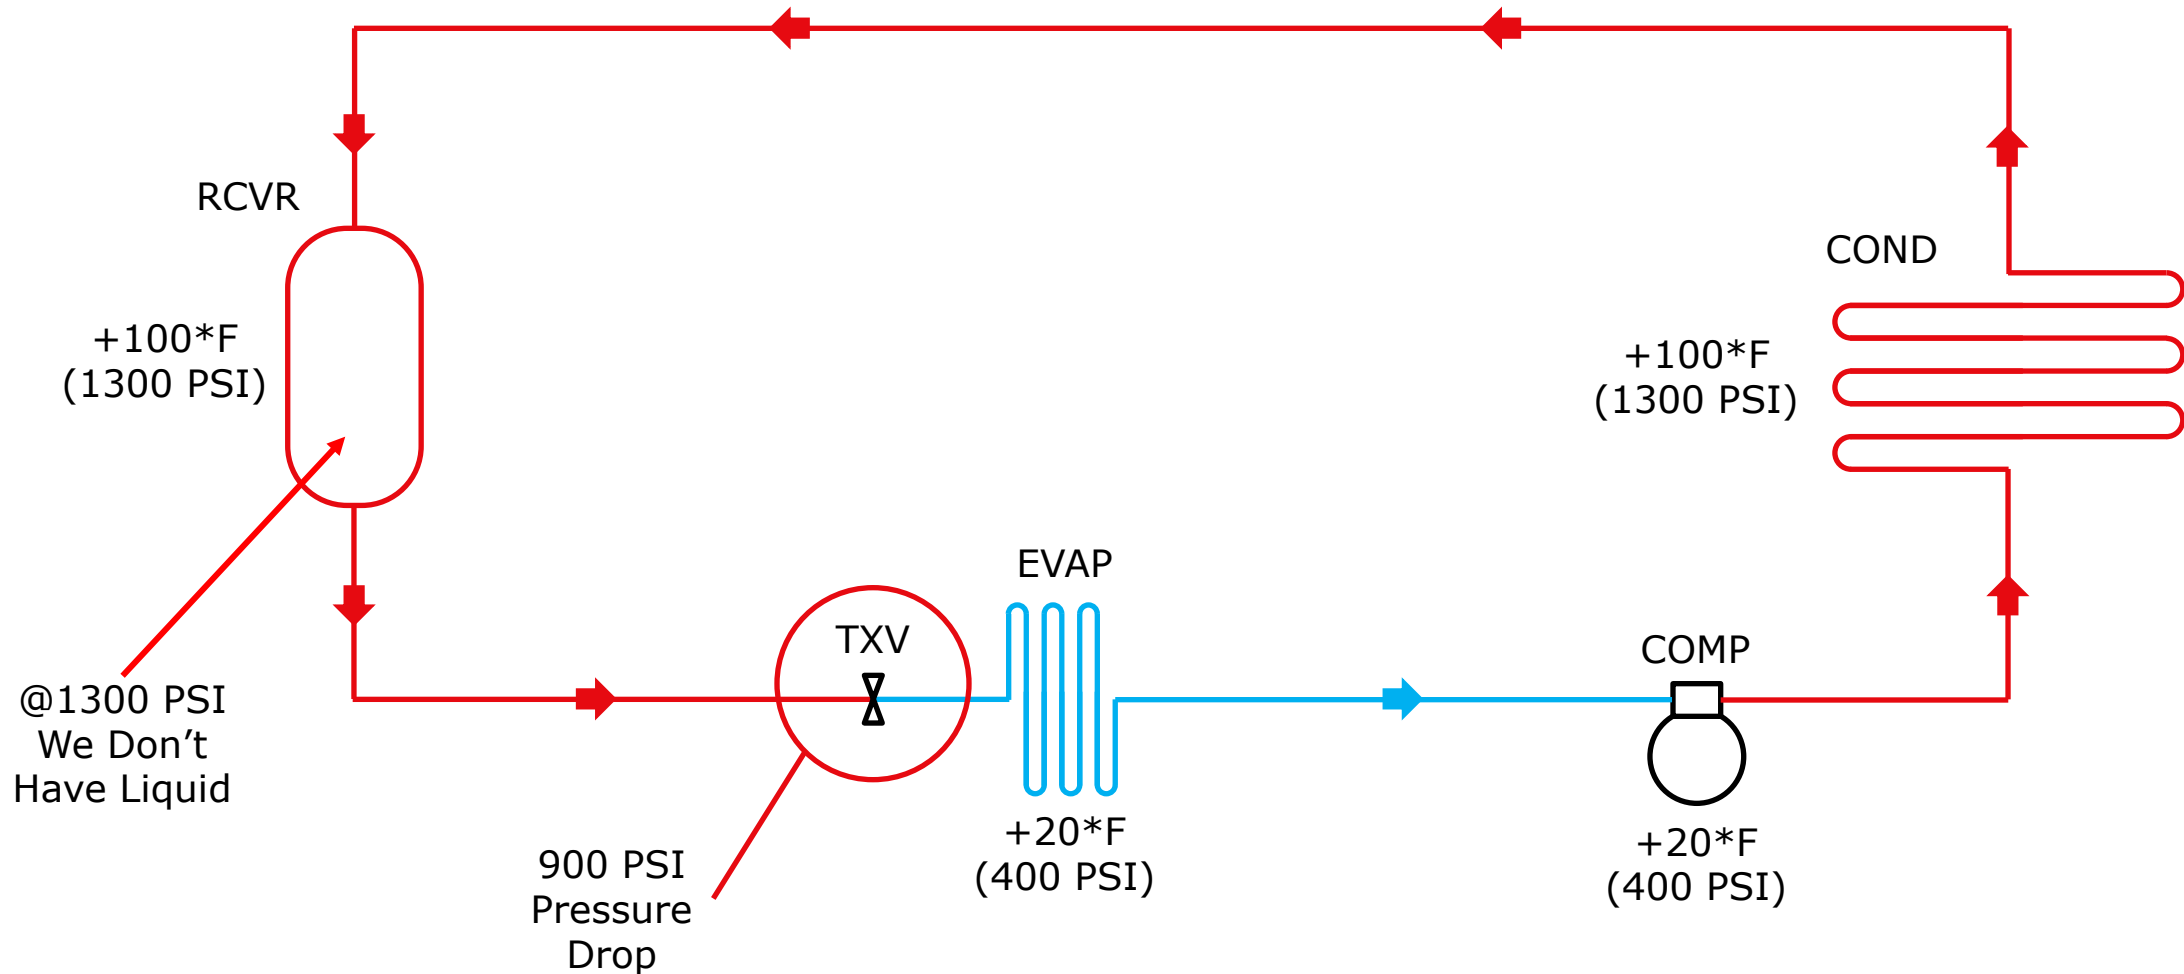 RCVR
+100*F
(1300 PSI)
@1300 PSI
We Don’t
Have Liquid
TXV
900 PSI
Pressure
Drop
EVAP
+20*F
(400 PSI)
COMP
+20*F
(400 PSI)
COND
+100*F
(1300 PSI)